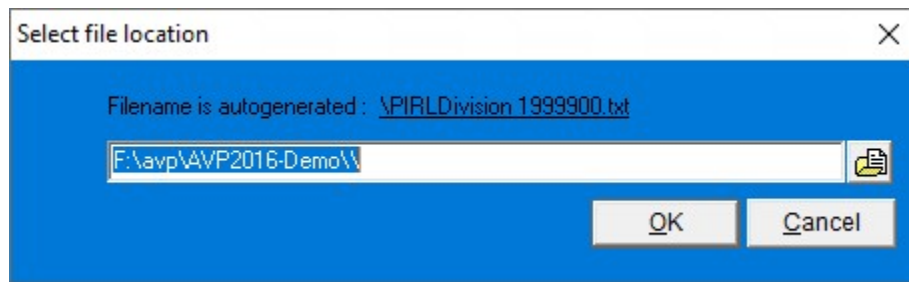 Select file location
Filename is autogenerated : \PIRLDivision 1999900.txt
F:\avp\AVP2016-Demo\\
OK Cancel